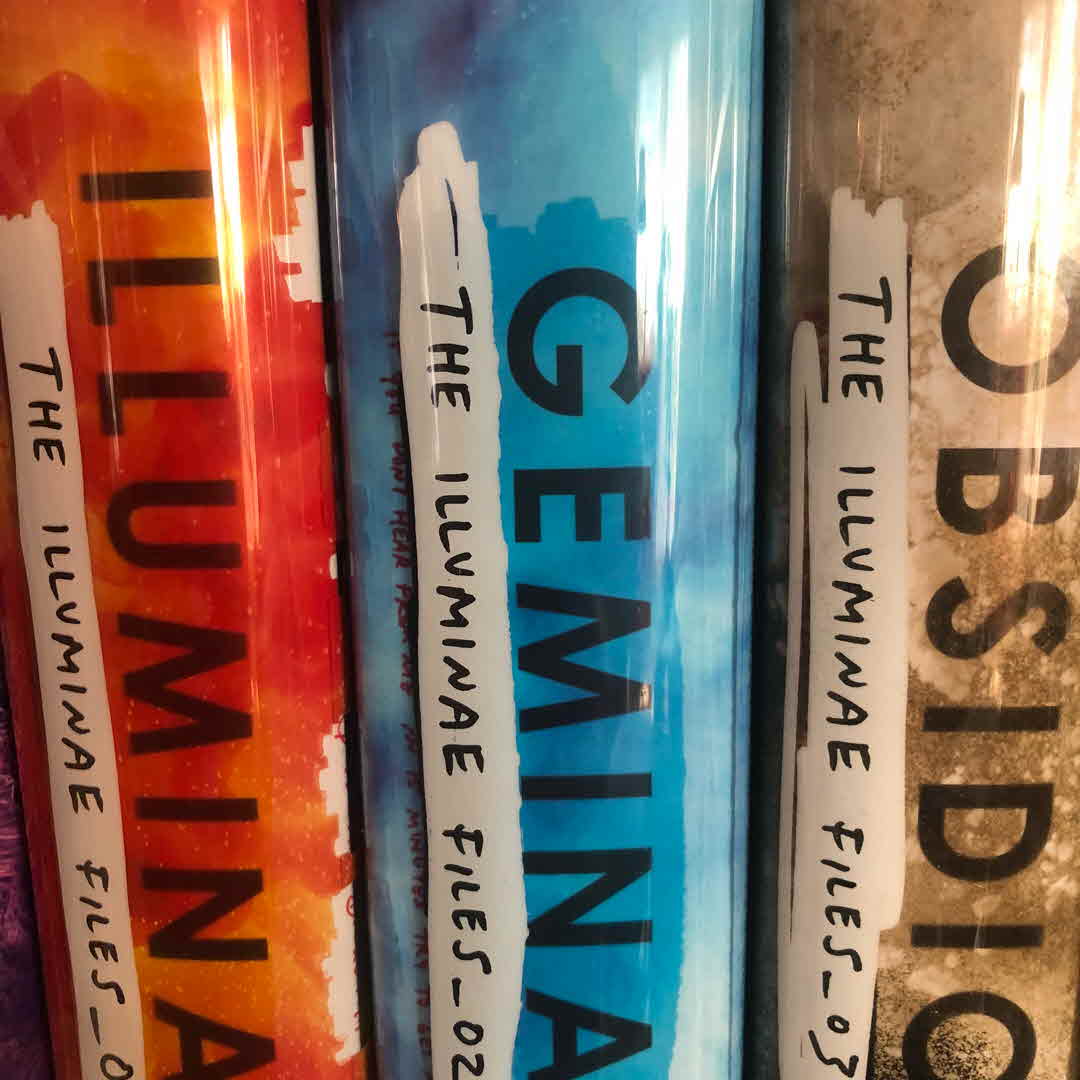 ILLUMINA
THE ILLUMINAE FILES_0
GEMINA
THE ILLUMINAE FILES_02
OBSIDIO
THE ILLUMINAE FILES_03